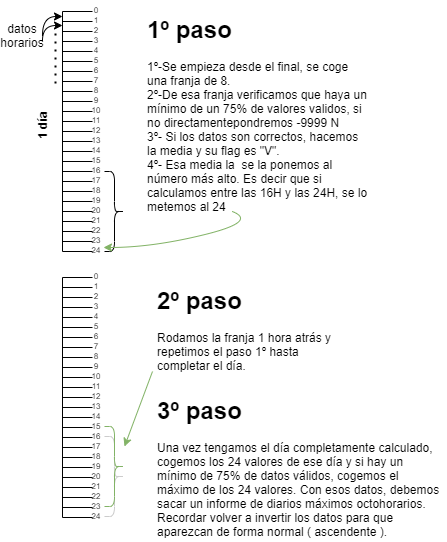 datos
horarios
1 día
0
1
2
3
4
5
6
7
8
9
10
11
12
13
14
15
16
17
18
19
20
21
22
23
24
1º paso
1º-Se empieza desde el final, se coge
una franja de 8.
2º-De esa franja verificamos que haya un
mínimo de un 75% de valores validos, si
no directamentepondremos -9999 N
3º- Si los datos son correctos, hacemos
la media y su flag es "V".
4º- Esa media la  se la ponemos al
número más alto. Es decir que si
calculamos entre las 16H y las 24H, se lo
metemos al 24
0
1
2
3
4
5
6
7
8
9
10
11
12
13
14
15
16
17
18
19
20
21
22
23
24
2º paso
Rodamos la franja 1 hora atrás y
repetimos el paso 1º hasta
completar el día.
3º paso
Una vez tengamos el día completamente calculado,
cogemos los 24 valores de ese día y si hay un
mínimo de 75% de datos válidos, cogemos el
máximo de los 24 valores. Con esos datos, debemos
sacar un informe de diarios máximos octohorarios.
Recordar volver a invertir los datos para que
aparezcan de forma normal ( ascendente ).